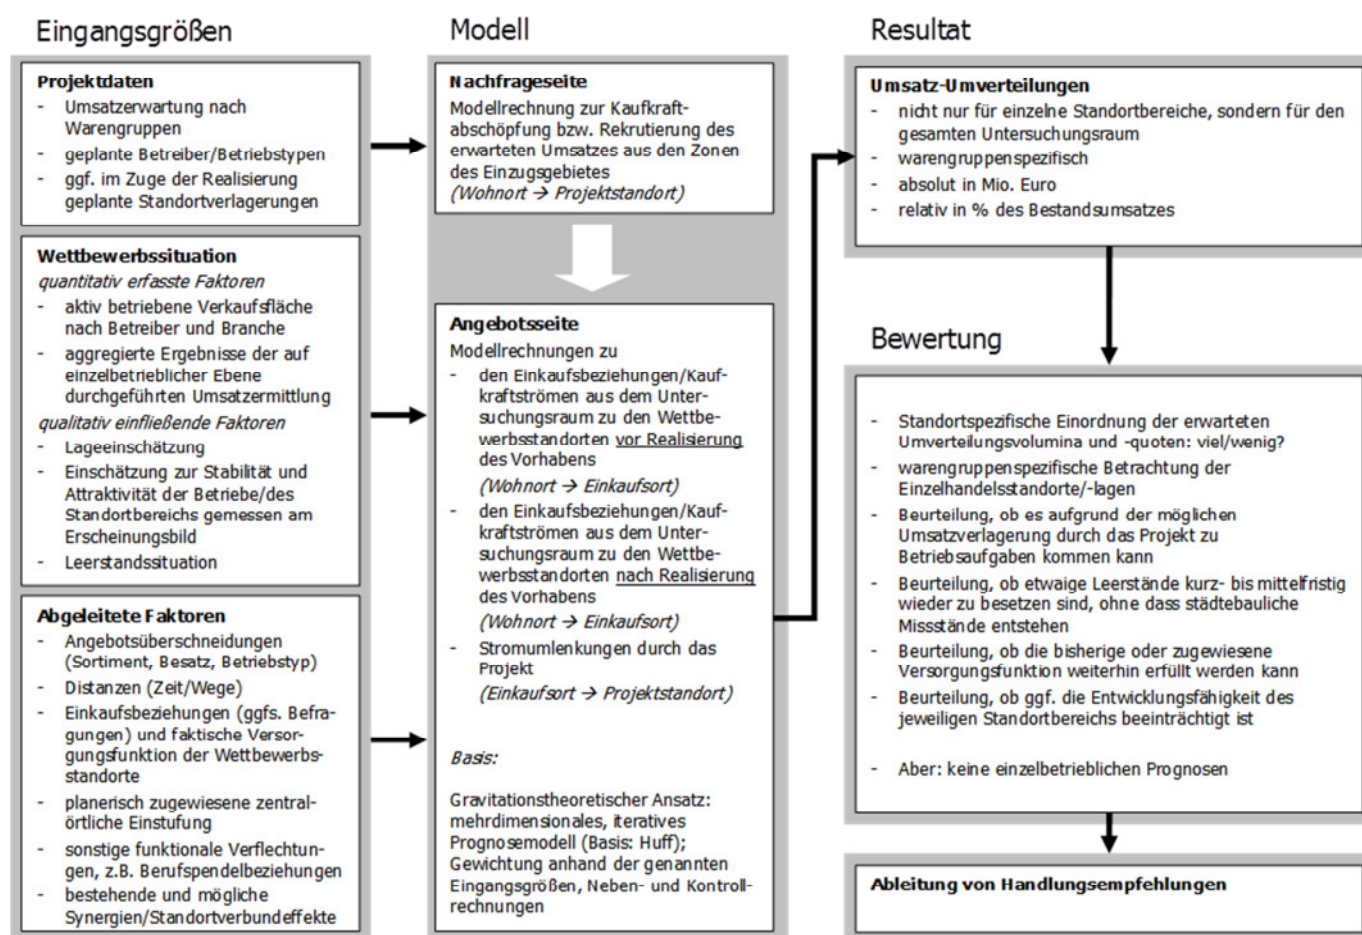 Eingangsgrößen
Projektdaten
- Umsatzerwartung nach
Warengruppen
- geplante Betreiber/Betriebstypen
- ggf. im Zuge der Realisierung
geplante Standortverlagerungen
Wettbewerbssituation
quantitativ erfasste Faktoren
- aktiv betriebene Verkaufsfläche
nach Betreiber und Branche
- aggregierte Ergebnisse der auf
einzelbetrieblicher Ebene
durchgeführten Umsatzermittlung
qualitativ einfließende Faktoren
- Lageeinschätzung
- Einschätzung zur Stabilität und
Attraktivität der Betriebe/des
Standortbereichs gemessen am
Erscheinungsbild
- Leerstandssituation
Abgeleitete Faktoren
- Angebotsüberschneidungen
(Sortiment, Besatz, Betriebstyp)
- Distanzen (Zeit/Wege)
- Einkaufsbeziehungen (ggfs. Befra-
gungen) und faktische Versor-
gungsfunktion der Wettbewerbs-
standorte
- planerisch zugewiesene zentral-
örtliche Einstufung
- sonstige funktionale Verflechtun-
gen, z.B. Berufspendelbeziehungen
- bestehende und mögliche
Synergien/Standortverbundeffekte
Modell
Nachfrageseite
Modellrechnung zur Kaufkraft-
abschöpfung bzw. Rekrutierung des
erwarteten Umsatzes aus den Zonen
des Einzugsgebietes
(Wohnort → Projektstandort)
Angebotsseite
Modellrechnungen zu
- den Einkaufsbeziehungen/Kauf-
kraftströmen aus dem Unter-
suchungsraum zu den Wettbe-
werbsstandorten vor Realisierung
des Vorhabens
(Wohnort → Einkaufsort)
- den Einkaufsbeziehungen/Kauf-
kraftströmen aus dem Unter-
suchungsraum zu den Wettbe-
werbsstandorten nach Realisierung
des Vorhabens
(Wohnort → Einkaufsort)
- Stromumlenkungen durch das
Projekt
(Einkaufsort → Projektstandort)
Basis:
Gravitationstheoretischer Ansatz:
mehrdimensionales, iteratives
Prognosemodell (Basis: Huff);
Gewichtung anhand der genannten
Eingangsgrößen, Neben- und Kontroll-
rechnungen
Resultat
Umsatz-Umverteilungen
- nicht nur für einzelne Standortbereiche, sondern für den
gesamten Untersuchungsraum
- warengruppenspezifisch
- absolut in Mio. Euro
- relativ in % des Bestandsumsatzes
Bewertung
- Standortspezifische Einordnung der erwarteten
Umverteilungsvolumina und -quoten: viel/wenig?
- warengruppenspezifische Betrachtung der
Einzelhandelsstandorte/-lagen
- Beurteilung, ob es aufgrund der möglichen
Umsatzverlagerung durch das Projekt zu
Betriebsaufgaben kommen kann
- Beurteilung, ob etwaige Leerstände kurz- bis mittelfristig
wieder zu besetzen sind, ohne dass städtebauliche
Missstände entstehen
- Beurteilung, ob die bisherige oder zugewiesene
Versorgungsfunktion weiterhin erfüllt werden kann
- Beurteilung, ob ggf. die Entwicklungsfähigkeit des
jeweiligen Standortbereichs beeinträchtigt ist
- Aber: keine einzelbetrieblichen Prognosen
Ableitung von Handlungsempfehlungen